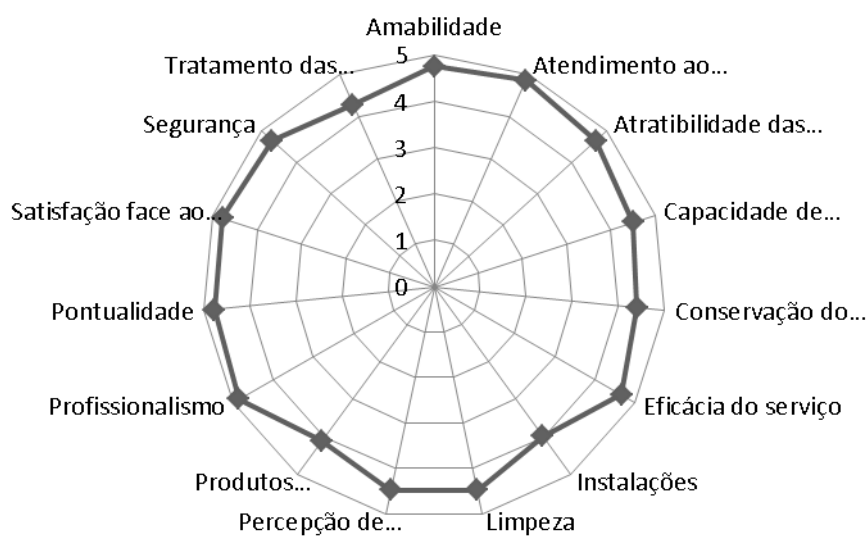 Amabilidade
Atendimento ao...
Atratibilidade das...
Capacidade de...
Conservação do...
Eficácia do serviço
Instalações
Limpeza
Percepção de...
Produtos...
Profissionalismo
Pontualidade
Satisfação face ao...
Segurança
Tratamento das...
5
4
3
2
1
0